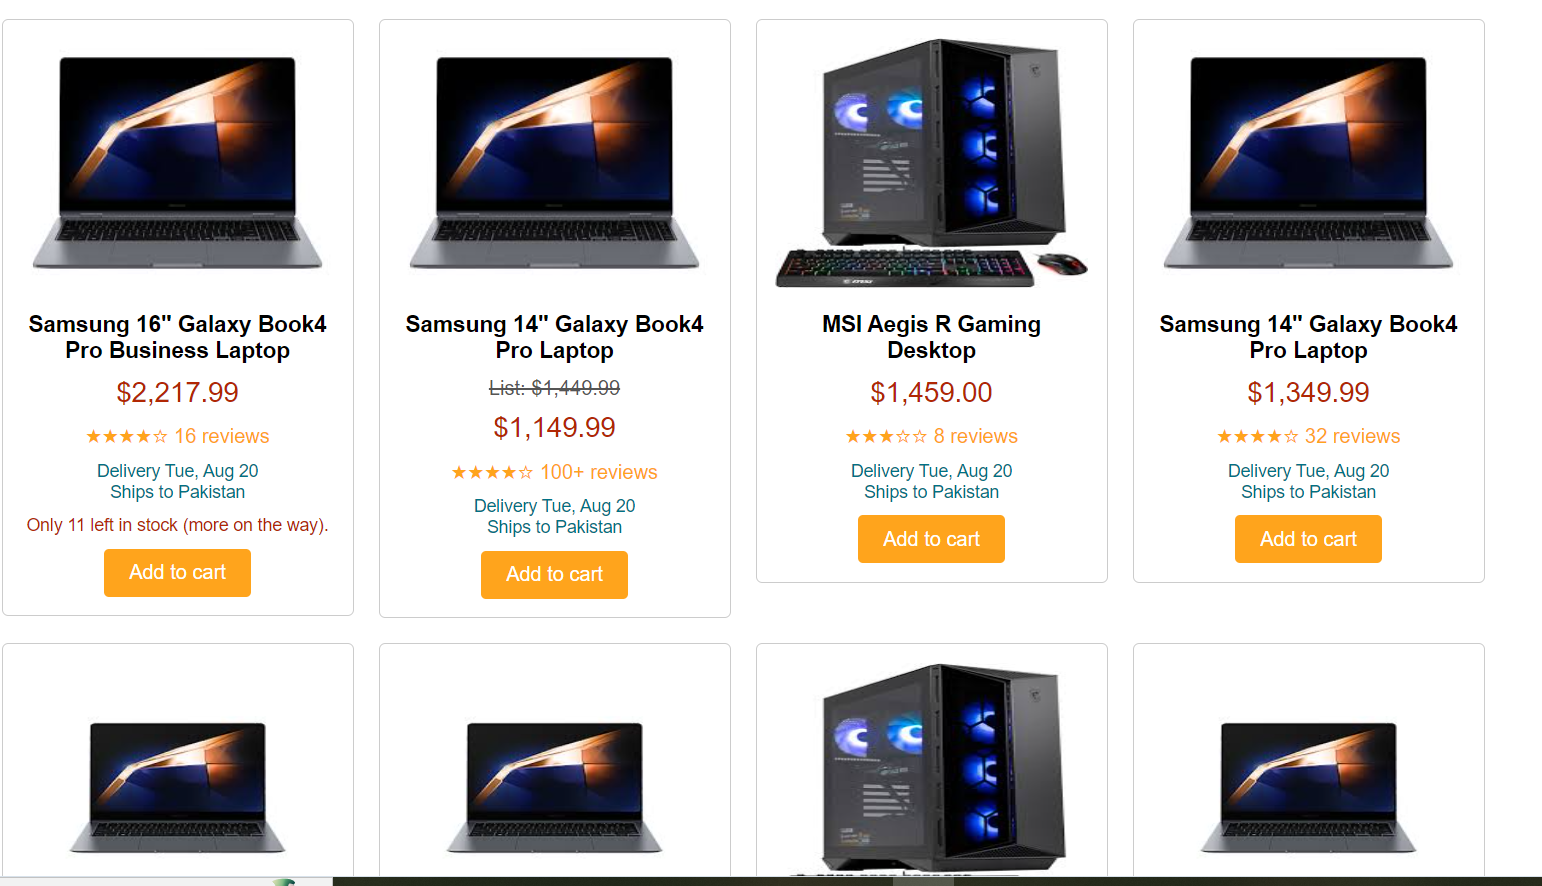 Samsung 16" Galaxy Book4
Pro Business Laptop
$2,217.99
★★★★☆ 16 reviews
Delivery Tue, Aug 20
Ships to Pakistan
Only 11 left in stock (more on the way).
Add to cart
Samsung 14" Galaxy Book4
Pro Laptop
List: $1,449.99
$1,149.99
★★★★☆ 100+ reviews
Delivery Tue, Aug 20
Ships to Pakistan
Add to cart
MSI Aegis R Gaming
Desktop
$1,459.00
★★★☆☆ 8 reviews
Delivery Tue, Aug 20
Ships to Pakistan
Add to cart
Samsung 14" Galaxy Book4
Pro Laptop
$1,349.99
★★★★☆ 32 reviews
Delivery Tue, Aug 20
Ships to Pakistan
Add to cart